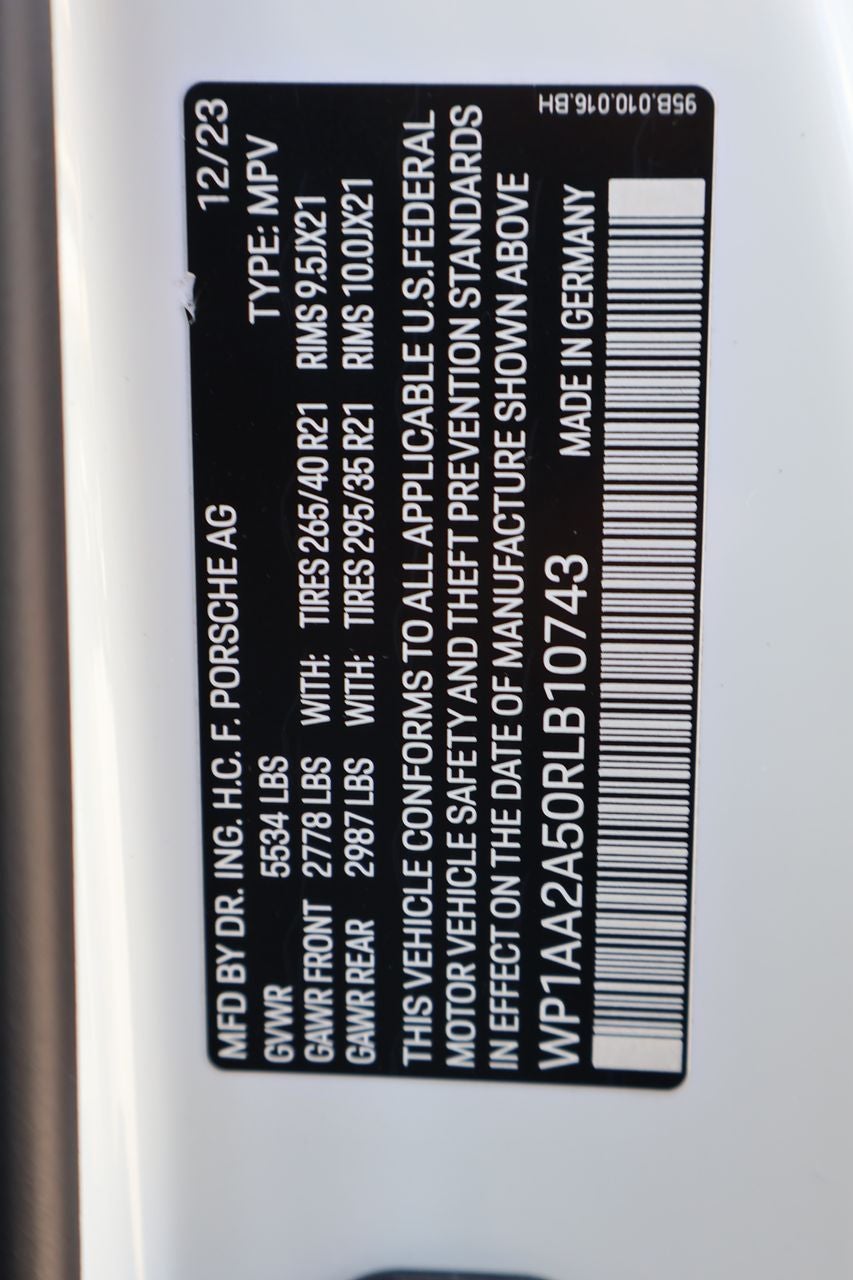 MFD BY DR. ING. H.C. F. PORSCHE AG 12/23
GVWR 5534 LBS TYPE: MPV
GAWR FRONT 2778 LBS WITH: TIRES 265/40 R21 RIMS 9.5JX21
GAWR REAR 2987 LBS WITH: TIRES 295/35 R21 RIMS 10.0JX21
THIS VEHICLE CONFORMS TO ALL APPLICABLE U.S.FEDERAL
MOTOR VEHICLE SAFETY AND THEFT PREVENTION STANDARDS
IN EFFECT ON THE DATE OF MANUFACTURE SHOWN ABOVE
WP1AA2A50RLB10743 MADE IN GERMANY
95B.010.016.BH